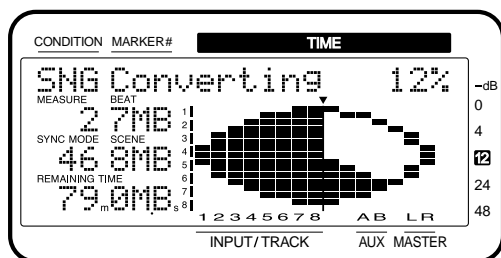 CONDITION MARKER# TIME
SNG Converting 12%
MEASURE BEAT
2 7MB
SYNC MODE SCENE
46 8MB
REMAINING TIME
79m0MB.s
1
2
3
4
5
6
7
8
1 2 3 4 5 6 7 8 A B L R
INPUT/TRACK AUX MASTER
–dB
0
4
12
24
48